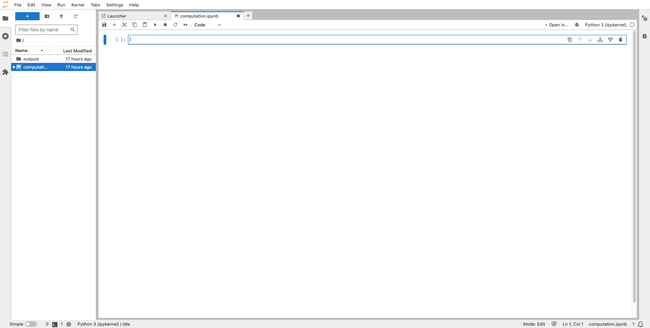 File Edit View Run Kernel Tabs Settings Help
Launcher
computation.ipynb
Filter files by name
Code
Open in...
Python 3 (ipykernel)
/
Name
Last Modified
outputs
17 hours ago
computati...
17 hours ago
[ ]:
Simple
0
1
Python 3 (ipykernel) | Idle
Mode: Edit
Ln 1, Col 1
computation.ipynb
1